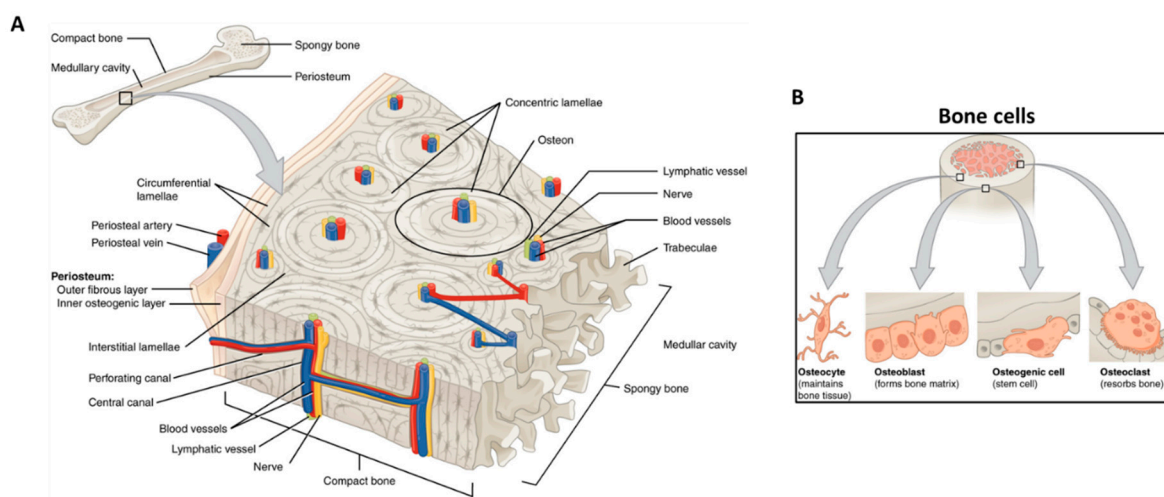 A
Compact bone
Medullary cavity
Spongy bone
Periosteum
Concentric lamellae
Osteon
Lymphatic vessel
Nerve
Blood vessels
Trabeculae
Circumferential
lamellae
Periosteal artery
Periosteal vein
Periosteum:
Outer fibrous layer
Inner osteogenic layer
Interstitial lamellae
Perforating canal
Central canal
Blood vessels
Lymphatic vessel
Nerve
Compact bone
Medullar cavity
Spongy bone
B
Bone cells
Osteocyte
(maintains
bone tissue)
Osteoblast
(forms bone matrix)
Osteogenic cell
(stem cell)
Osteoclast
(resorbs bone)